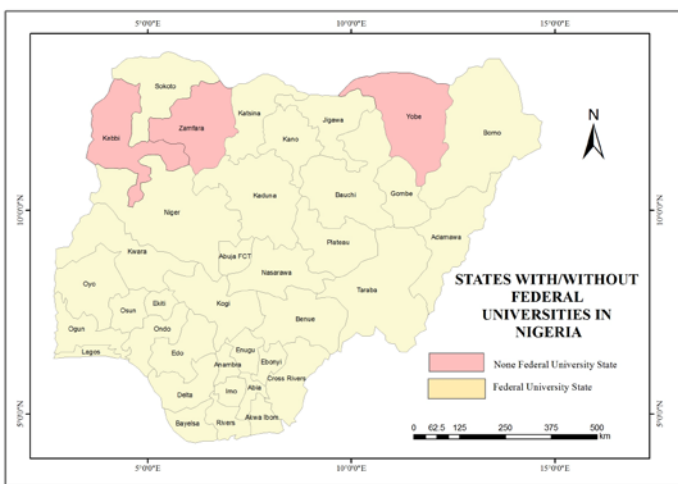 5°0'0"E 10°0'0"E 15°0'0"E
Sokoto
Kebbi Zamfara Katsina Kano Jigawa Yobe Borno
N
Kaduna Bauchi Gombe
10°0'0"N 10°0'0"N
Niger
Kwara Abuja FCT Plateau Adamawa
Nasarawa Taraba
Oyo Osun Ekiti Kogi Benue
Ogun Ondo
Lagos Edo Enugu Ebonyi
Anambra Cross Rivers
Delta Imo Abia
Bayelsa Rivers Akwa Ibom
STATES WITH/WITHOUT
FEDERAL
UNIVERSITIES IN
NIGERIA
None Federal University State
Federal University State
5°0'0"N 5°0'0"N
0 62.5 125 250 375 500
km
5°0'0"E 10°0'0"E 15°0'0"E